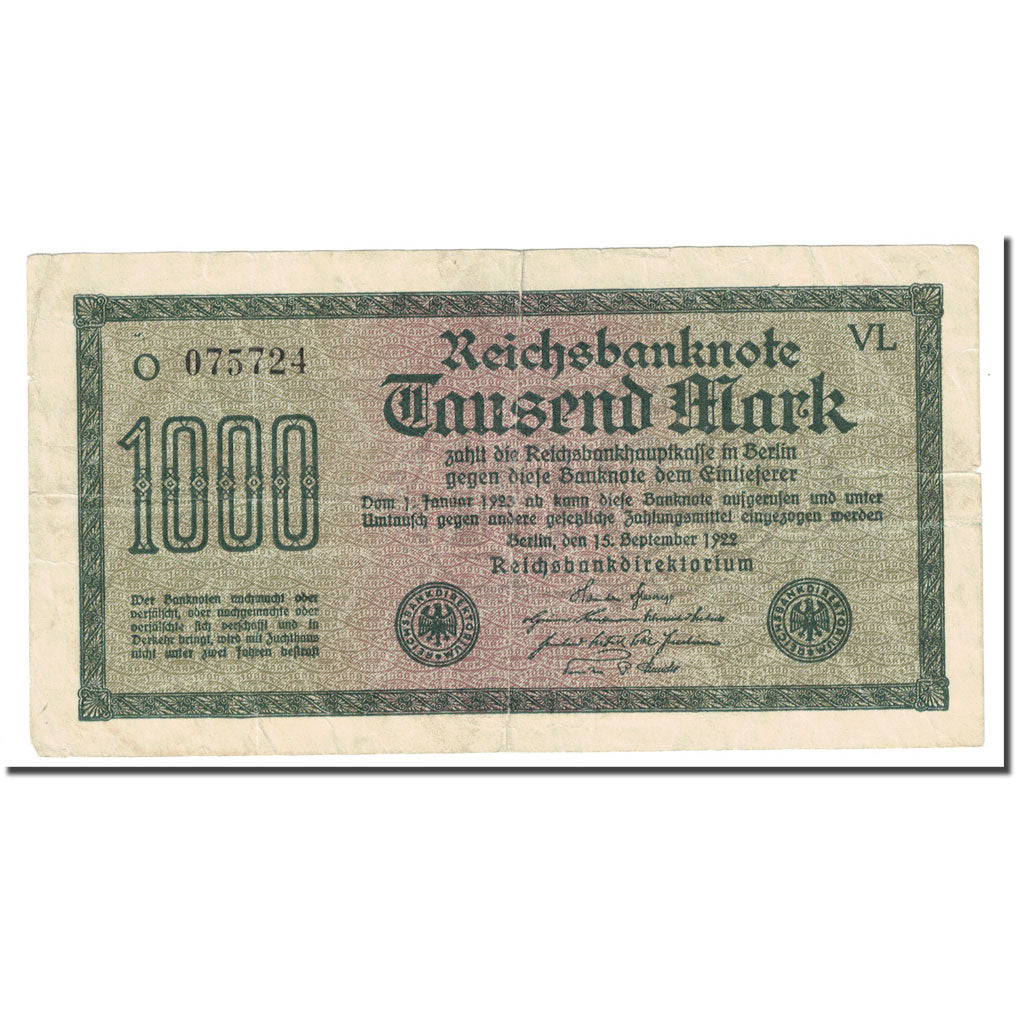 O 075724
VL
1000
Reichsbanknote
Tausend Mark
zahlt die Reichsbankhauptkasse in Berlin
gegen diese Banknote dem Einlieferer
Vom 1. Januar 1923 ab kann diese Banknote aufgerufen und unter
Umtausch gegen andere gesetzliche Zahlungsmittel eingezogen werden
Berlin, den 15. September 1922
Reichsbankdirektorium
Wer Banknoten nachmacht oder
verfälscht, oder nachgemachte oder
verfälschte sich verschafft und in
Verkehr bringt, wird mit Zuchthaus
nicht unter zwei Jahren bestraft
REICHSBANKDIREKTORIUM
REICHSBANKDIREKTORIUM